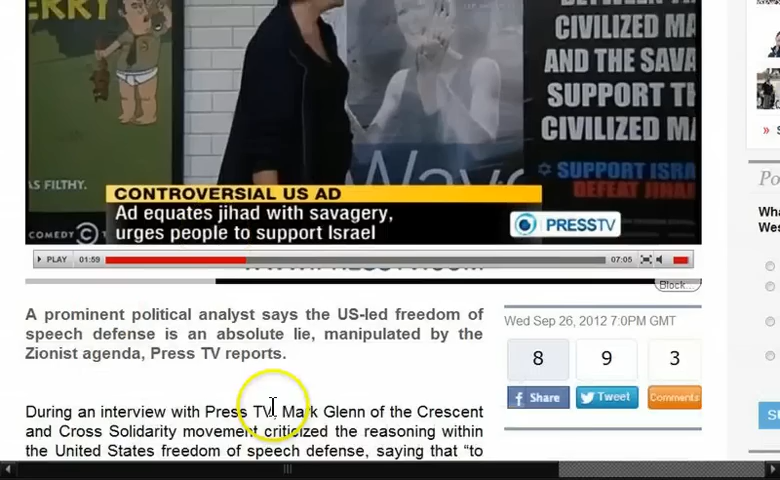 ERRY
CIVILIZED MA
AND THE SAVA
SUPPORT TH
CIVILIZED MA
SUPPORT ISRA
DEFEAT JIHA
AS FILTHY.
COMEDY C
CONTROVERSIAL US AD
Ad equates jihad with savagery,
urges people to support Israel
PRESSTV
PLAY 01:59 07:05
Block...
A prominent political analyst says the US-led freedom of
speech defense is an absolute lie, manipulated by the
Zionist agenda, Press TV reports.
Wed Sep 26, 2012 7:0PM GMT
8 9 3
Share Tweet Comments
During an interview with Press TV, Mark Glenn of the Crescent
and Cross Solidarity movement criticized the reasoning within
the United States freedom of speech defense, saying that “to
» S
Po
Wha
Wes
S